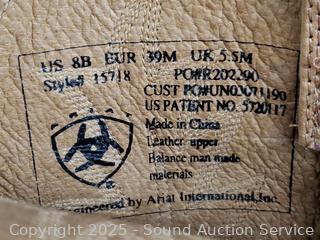 US 8B EUR 39M UK 5.5M
Style# 15718 PO#R202290
CUST PO#UN03071190
US PATENT NO. 5720117
Made in China
Leather upper
Balance man made
materials
Engineered by Ariat International,Inc.
Copyright © 2025 - Sound Auction Service